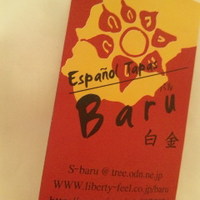 Español Tapas
Baru
白金
S-baru @ tree.odn.ne.jp
WWW.liberty-feel.co.jp/baru